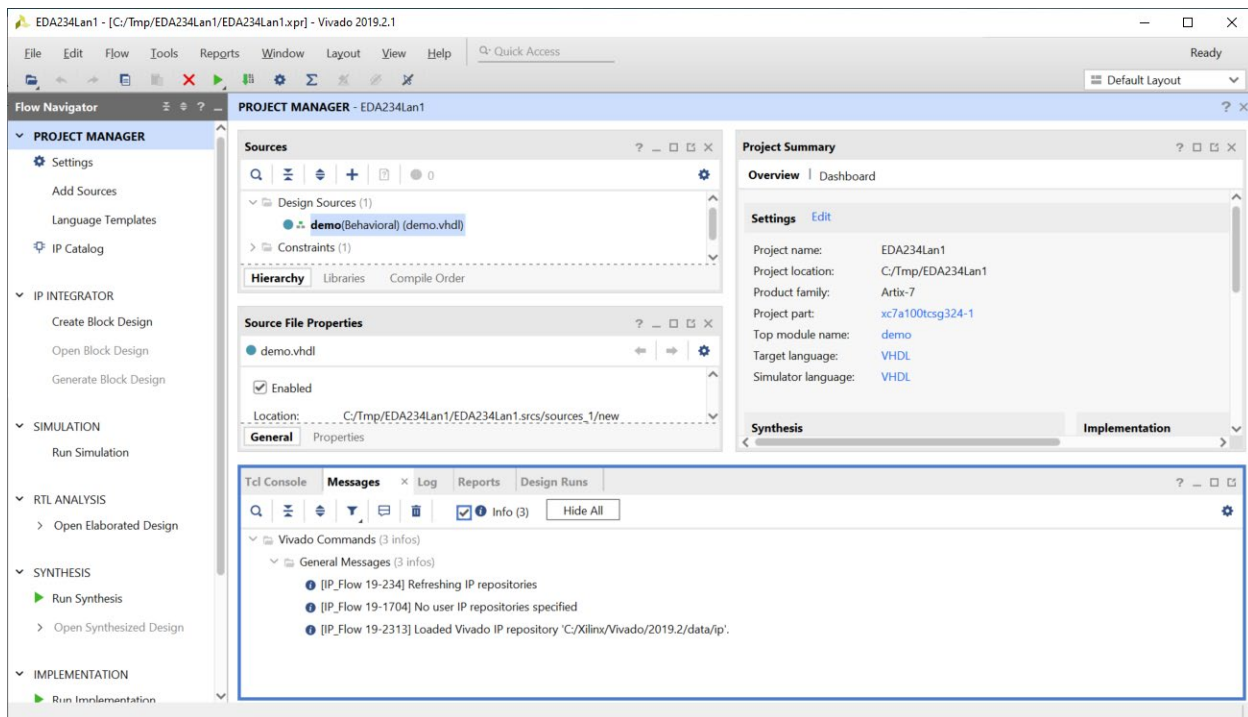 EDA234Lan1 - [C:/Tmp/EDA234Lan1/EDA234Lan1.xpr] - Vivado 2019.2.1
File Edit Flow Tools Reports Window Layout View Help Quick Access Ready
Default Layout
Flow Navigator
PROJECT MANAGER
Settings
Add Sources
Language Templates
IP Catalog
IP INTEGRATOR
Create Block Design
Open Block Design
Generate Block Design
SIMULATION
Run Simulation
RTL ANALYSIS
Open Elaborated Design
SYNTHESIS
Run Synthesis
Open Synthesized Design
IMPLEMENTATION
Run Implementation
PROJECT MANAGER - EDA234Lan1
Sources
0
Design Sources (1)
demo(Behavioral) (demo.vhdl)
Constraints (1)
Hierarchy Libraries Compile Order
Source File Properties
demo.vhdl
Enabled
Location: C:/Tmp/EDA234Lan1/EDA234Lan1.srcs/sources_1/new
General Properties
Project Summary
Overview | Dashboard
Settings Edit
Project name: EDA234Lan1
Project location: C:/Tmp/EDA234Lan1
Product family: Artix-7
Project part: xc7a100tcsg324-1
Top module name: demo
Target language: VHDL
Simulator language: VHDL
Synthesis Implementation
Tcl Console Messages Log Reports Design Runs
Info (3) Hide All
Vivado Commands (3 infos)
General Messages (3 infos)
[IP_Flow 19-234] Refreshing IP repositories
[IP_Flow 19-1704] No user IP repositories specified
[IP_Flow 19-2313] Loaded Vivado IP repository 'C:/Xilinx/Vivado/2019.2/data/ip'.